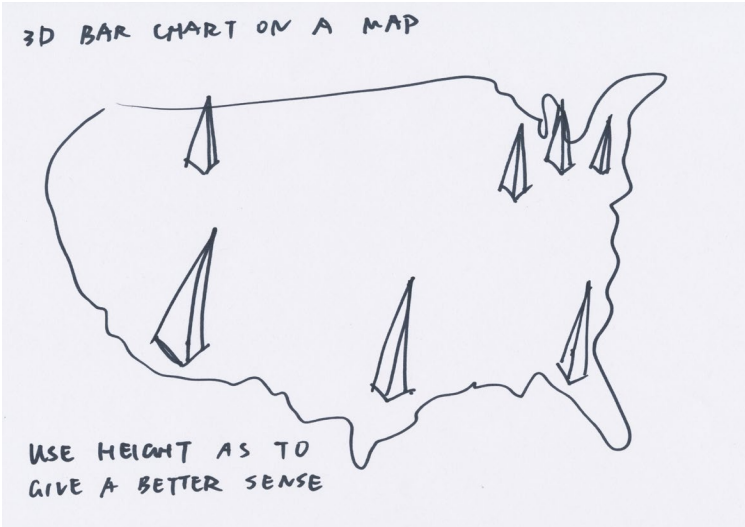 3D BAR CHART ON A MAP
USE HEIGHT AS TO
GIVE A BETTER SENSE